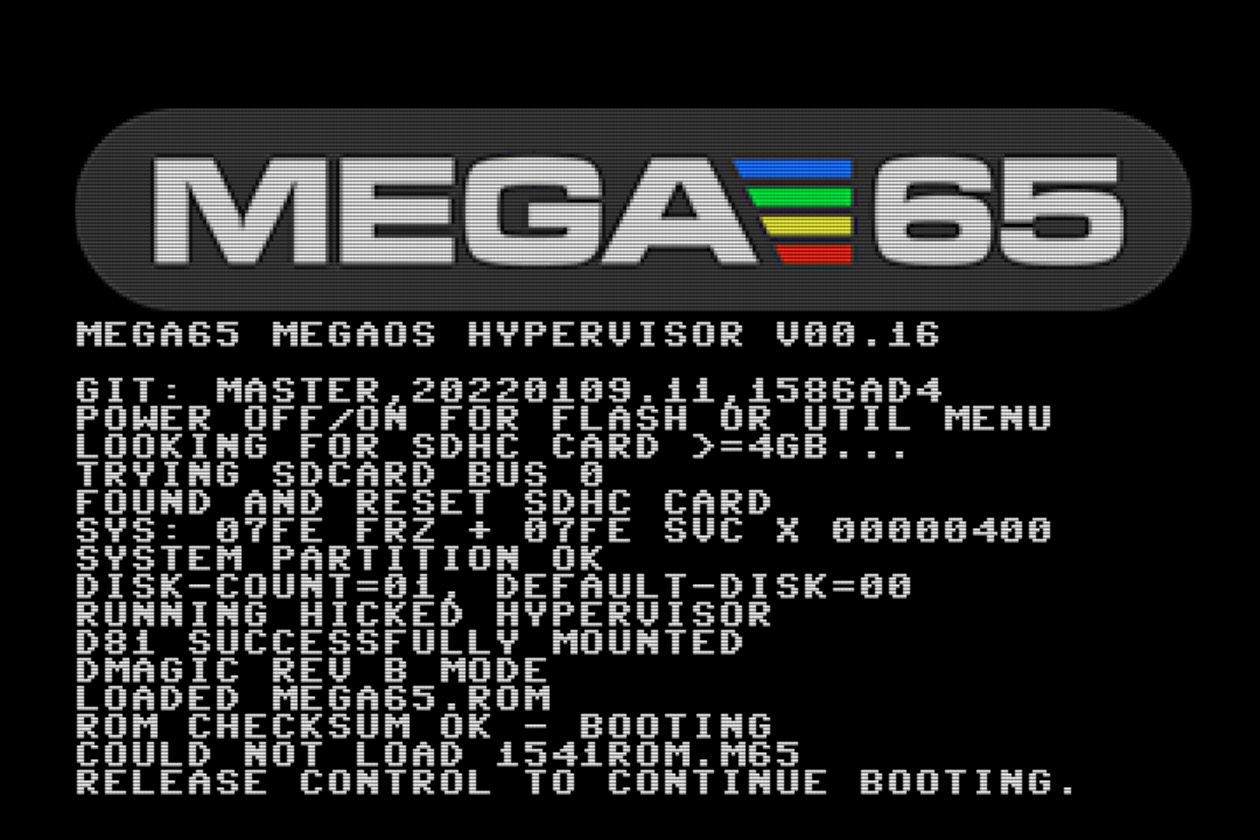 MEGA65
MEGA65 MEGAOS HYPERVISOR V00.16
GIT: MASTER,20220109.11,1586AD4
POWER OFF/ON FOR FLASH OR UTIL MENU
LOOKING FOR SDHC CARD >=4GB...
TRYING SDCARD BUS 0
FOUND AND RESET SDHC CARD
SYS: 07FE FRZ + 07FE SVC X 00000400
SYSTEM PARTITION OK
DISK-COUNT=01, DEFAULT-DISK=00
RUNNING HICKED HYPERVISOR
D81 SUCCESSFULLY MOUNTED
DMAGIC REV B MODE
LOADED MEGA65.ROM
ROM CHECKSUM OK - BOOTING
COULD NOT LOAD 1541ROM.M65
RELEASE CONTROL TO CONTINUE BOOTING.